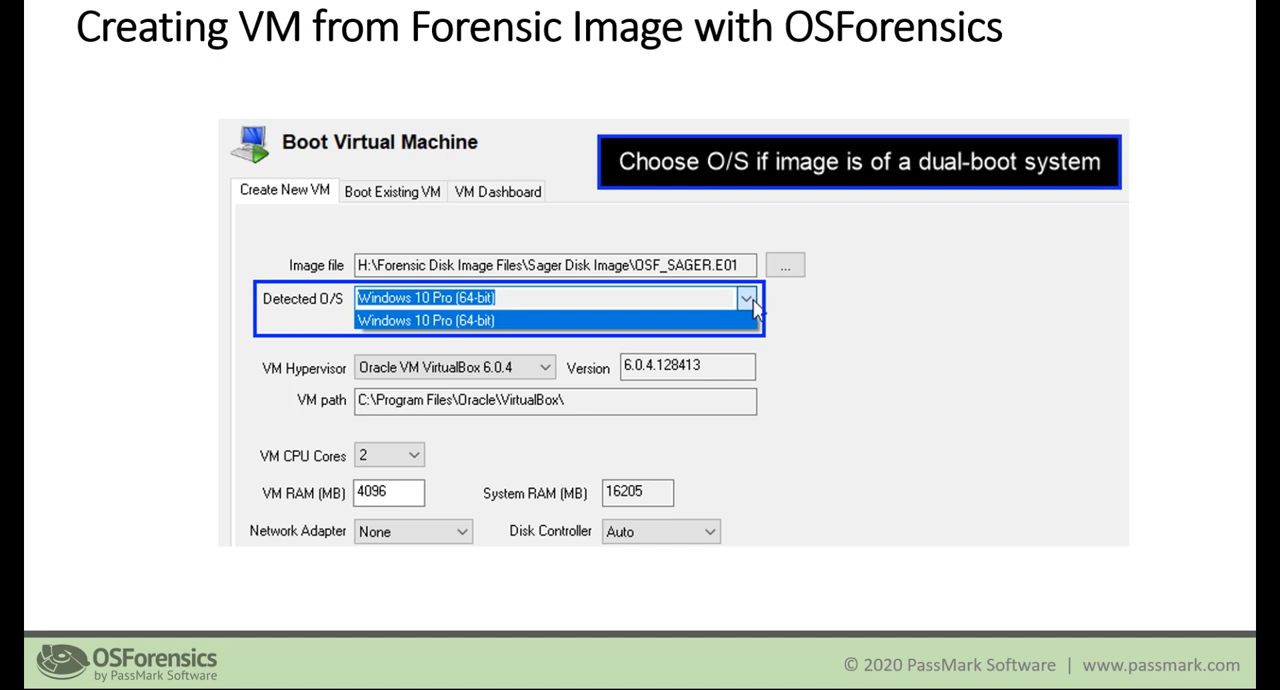 Creating VM from Forensic Image with OSForensics
Boot Virtual Machine
Choose O/S if image is of a dual-boot system
Create New VM Boot Existing VM VM Dashboard
Image file H:\Forensic Disk Image Files\Sager Disk Image\OSF_SAGER.E01 ...
Detected O/S Windows 10 Pro (64-bit)
Windows 10 Pro (64-bit)
VM Hypervisor Oracle VM VirtualBox 6.0.4 Version 6.0.4.128413
VM path C:\Program Files\Oracle\VirtualBox\
VM CPU Cores 2
VM RAM (MB) 4096 System RAM (MB) 16205
Network Adapter None Disk Controller Auto
OSForensics
by PassMark Software
© 2020 PassMark Software | www.passmark.com